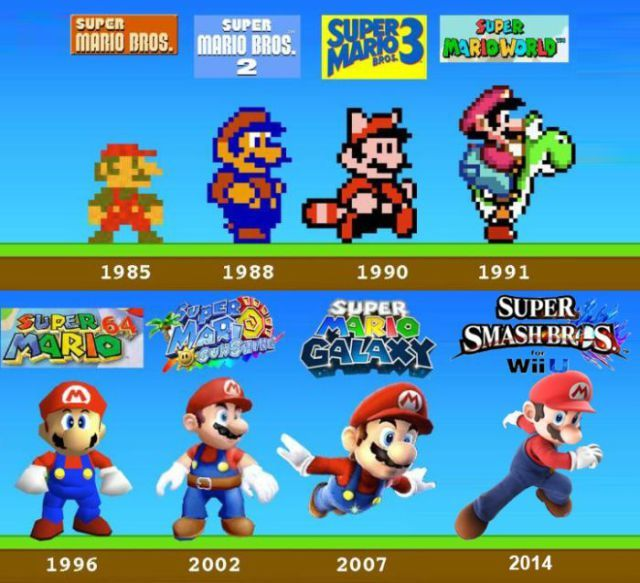 SUPER
MARIO BROS.
SUPER
MARIO BROS.
2
SUPER
MARIO 3
BROS.
SUPER
MARIO WORLD™
1985
1988
1990
1991
SUPER
MARIO 64
SUPER
MARIO
SUNSHINE
SUPER
MARIO
GALAXY
SUPER
SMASH BROS.
for
Wii U
M
M
M
M
1996
2002
2007
2014